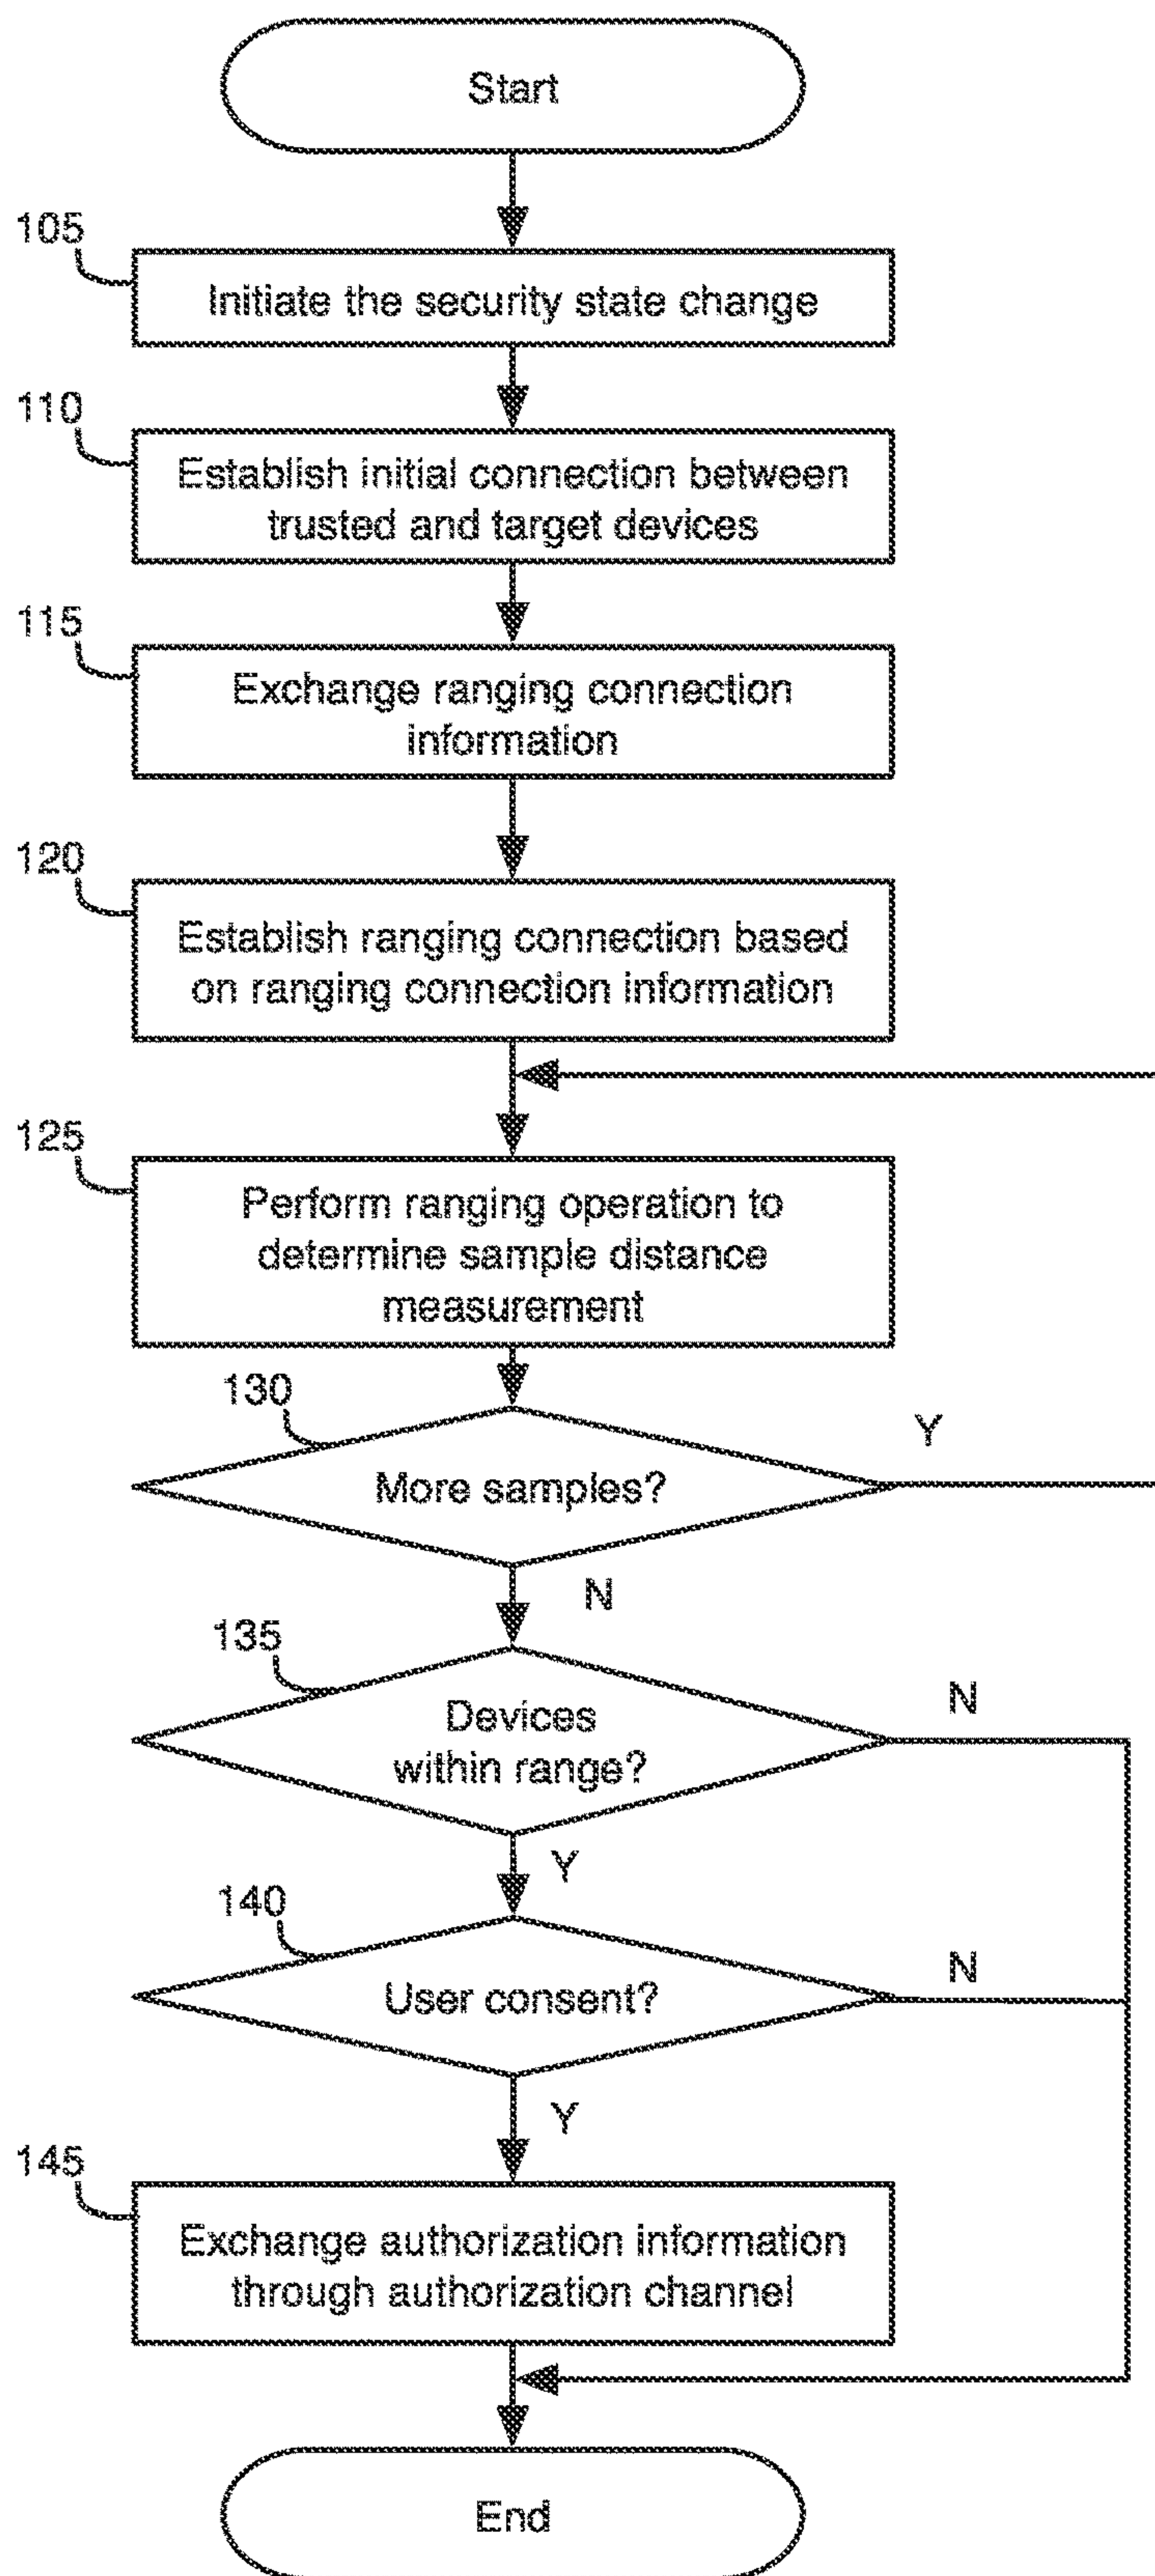 Start
105
Initiate the security state change
110
Establish initial connection between
trusted and target devices
115
Exchange ranging connection
information
120
Establish ranging connection based
on ranging connection information
125
Perform ranging operation to
determine sample distance
measurement
130
Y
More samples?
N
135
N
Devices
within range?
Y
140
N
User consent?
Y
145
Exchange authorization information
through authorization channel
End